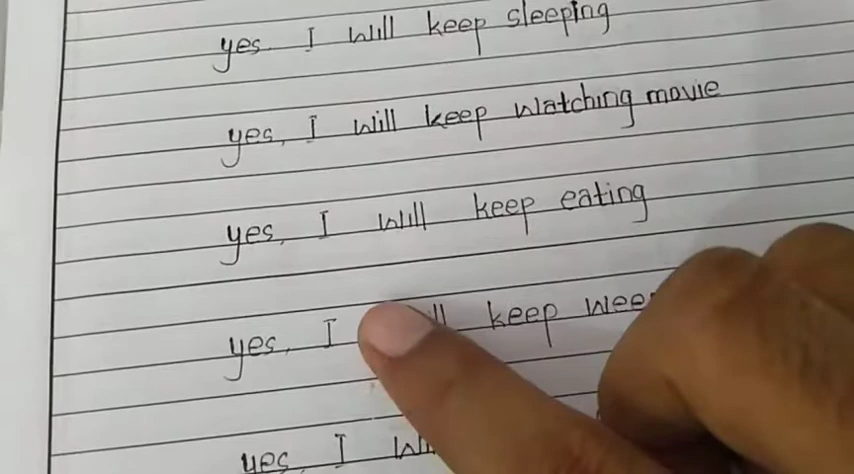 yes. I will keep sleeping
yes, I will keep watching movie
yes, I will keep eating
yes, I keep
yes, I